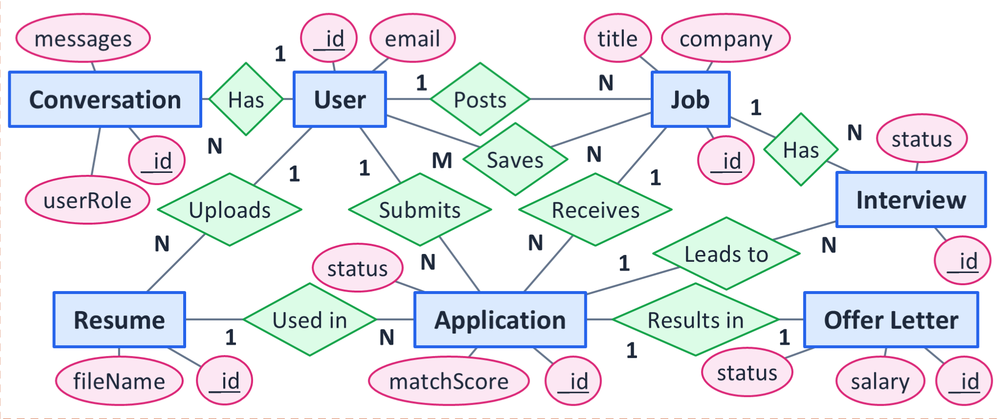 messages
_id
email
title
company
1
Conversation
Has
User
1
Posts
N
Job
1
N
status
N
_id
userRole
1
1
M
Saves
N
1
_id
Has
Interview
Uploads
Submits
Receives
N
N
N
1
Leads to
N
_id
status
Resume
Used in
Application
Results in
Offer Letter
1
N
1
1
fileName
_id
matchScore
_id
status
salary
_id